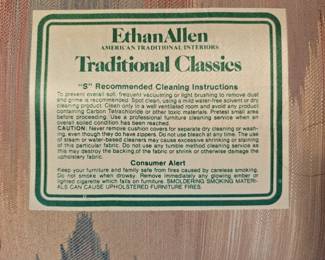 EthanAllen
AMERICAN TRADITIONAL INTERIORS
Traditional Classics
"S" Recommended Cleaning Instructions
To prevent overall soil, frequent vacuuming or light brushing to remove dust
and grime is recommended. Spot clean, using a mild water-free solvent or dry
cleaning product. Clean only in a well ventilated room and avoid any product
containing Carbon Tetrachloride or other toxic materials. Pretest small area
before proceeding. Use a professional furniture cleaning service when an
overall soiled condition has been reached.
CAUTION: Never remove cushion covers for separate dry cleaning or wash-
ing, even though they do have zippers. Do not use bleach at any time. The use
of steam or water-based cleaners may cause excessive shrinkage or staining
of this particular fabric. Do not use any tumble cleaning service as
this may destroy the backing of the fabric or shrink or otherwise damage the
upholstery fabric.
Consumer Alert
Keep your furniture and family safe from fires caused by careless smoking.
Do not smoke when drowsy. Remove immediately any glowing ember or
lighted cigarette which falls on furniture. SMOLDERING SMOKING MATERI-
ALS CAN CAUSE UPHOLSTERED FURNITURE FIRES.